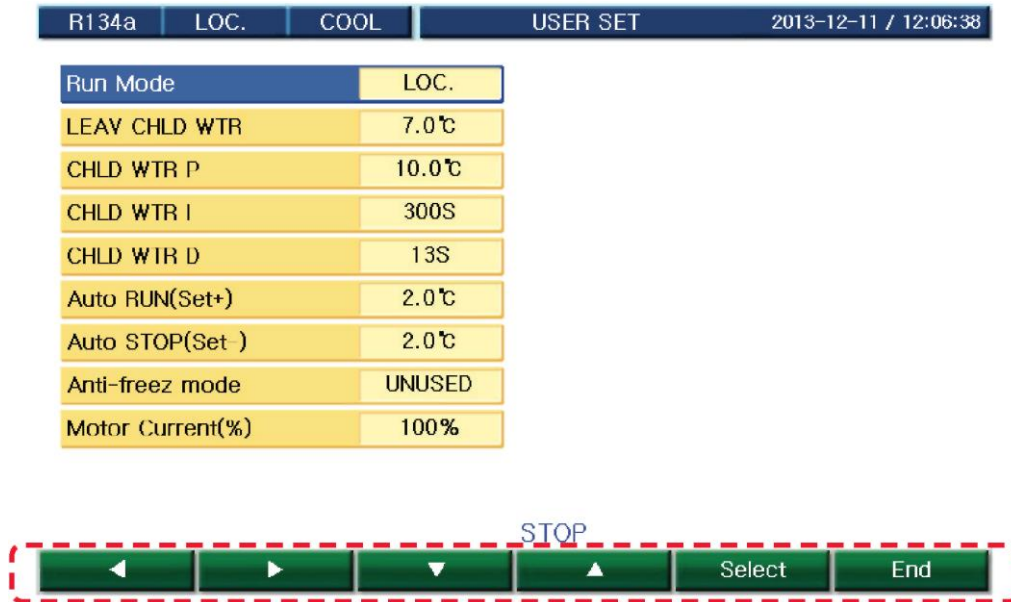 R134a LOC. COOL USER SET 2013-12-11 / 12:06:38
Run Mode LOC.
LEAV CHLD WTR 7.0℃
CHLD WTR P 10.0℃
CHLD WTR I 300S
CHLD WTR D 13S
Auto RUN(Set+) 2.0℃
Auto STOP(Set-) 2.0℃
Anti-freez mode UNUSED
Motor Current(%) 100%
STOP
◀ ▶ ▼ ▲ Select End